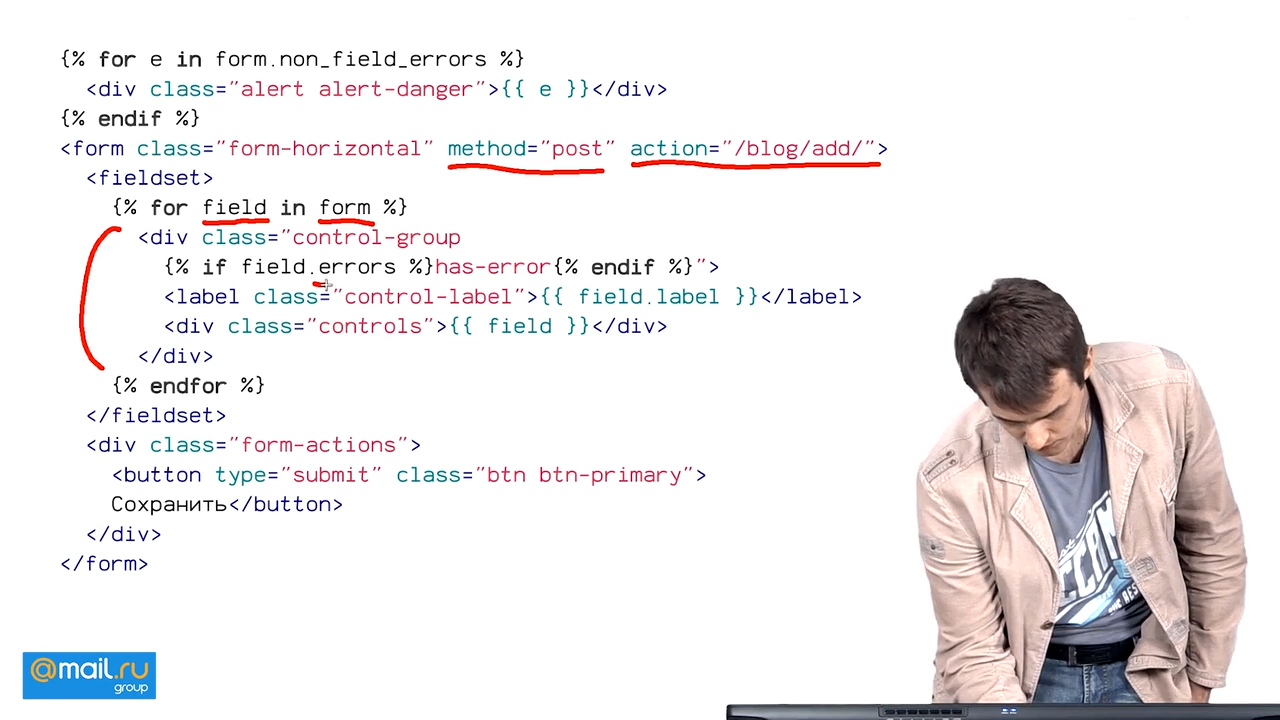 {% for e in form.non_field_errors %}
<div class="alert alert-danger">{{ e }}</div>
{% endif %}
<form class="form-horizontal" method="post" action="/blog/add/">
<fieldset>
{% for field in form %}
<div class="control-group
{% if field.errors %}has-error{% endif %}">
<label class="control-label">{{ field.label }}</label>
<div class="controls">{{ field }}</div>
</div>
{% endfor %}
</fieldset>
<div class="form-actions">
<button type="submit" class="btn btn-primary">
Сохранить</button>
</div>
</form>
@mail.ru
group